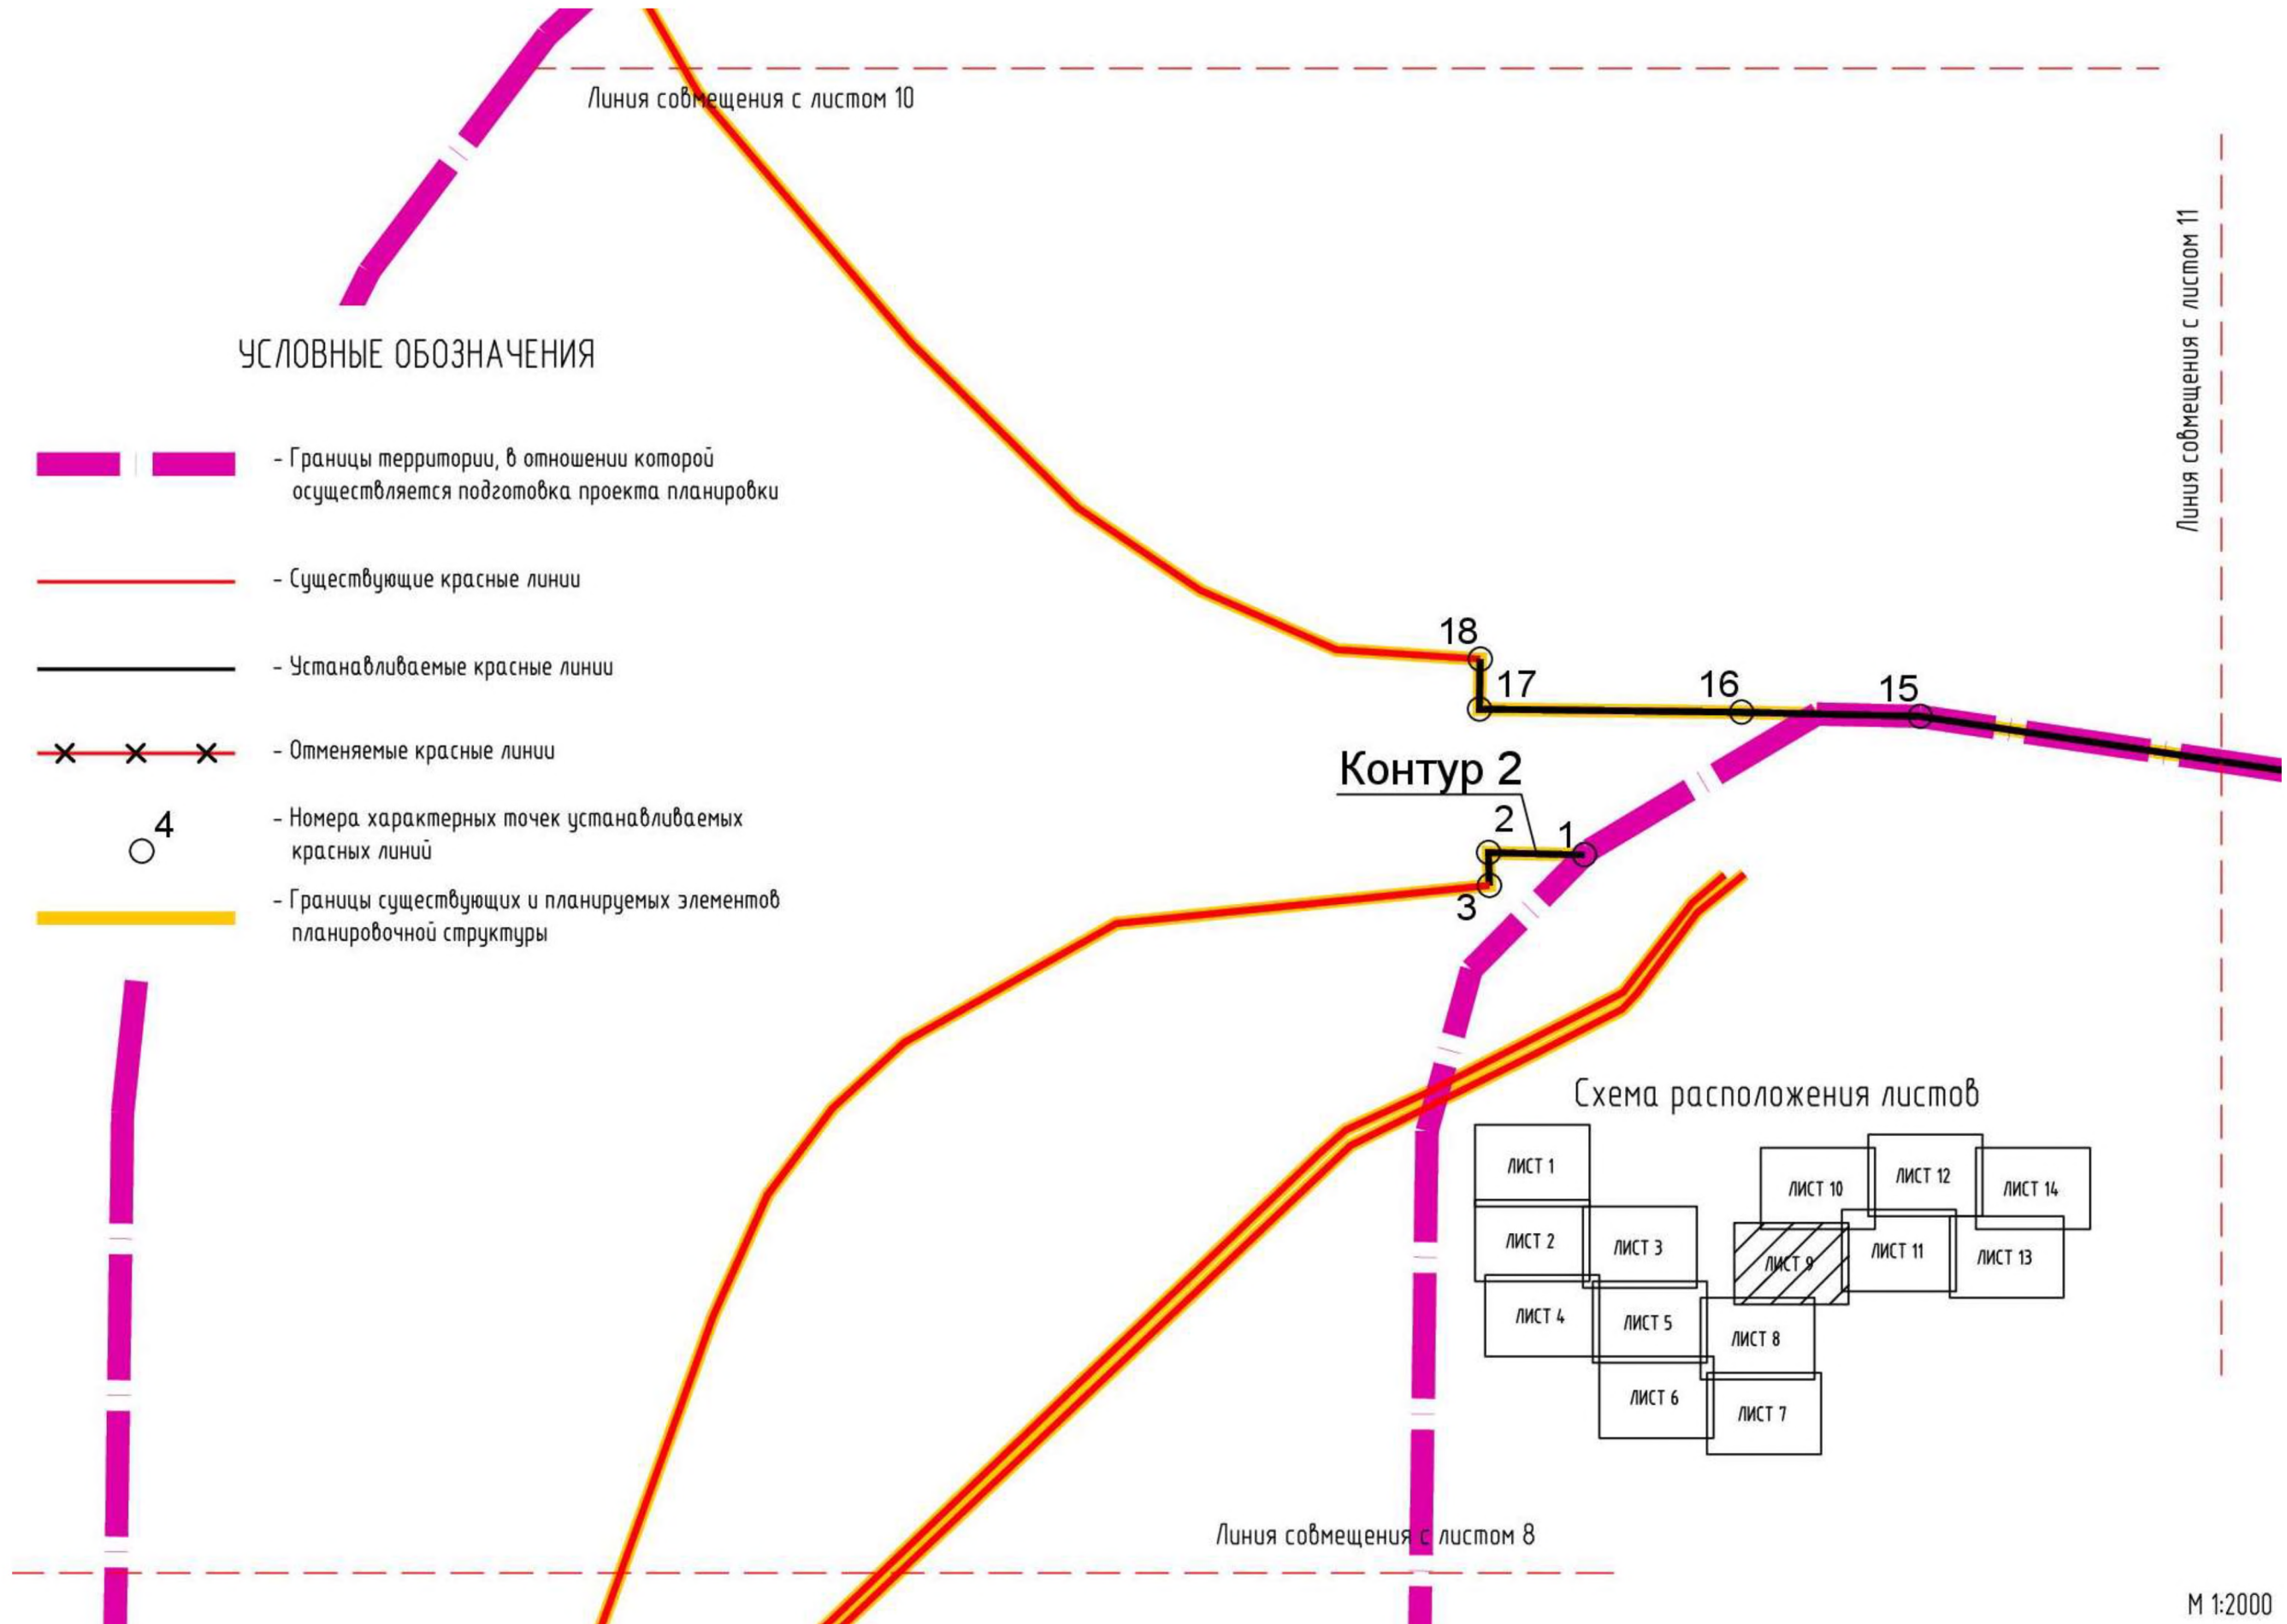 Линия совмещения с листом 10
Линия совмещения с листом 11
УСЛОВНЫЕ ОБОЗНАЧЕНИЯ
- Границы территории, в отношении которой
осуществляется подготовка проекта планировки
- Существующие красные линии
- Устанавливаемые красные линии
- Отменяемые красные линии
4
- Номера характерных точек устанавливаемых
красных линий
- Границы существующих и планируемых элементов
планировочной структуры
18
17
16
15
Контур 2
2
1
3
Схема расположения листов
ЛИСТ 1
ЛИСТ 2
ЛИСТ 3
ЛИСТ 4
ЛИСТ 5
ЛИСТ 6
ЛИСТ 7
ЛИСТ 8
ЛИСТ 9
ЛИСТ 10
ЛИСТ 11
ЛИСТ 12
ЛИСТ 13
ЛИСТ 14
Линия совмещения с листом 8
М 1:2000